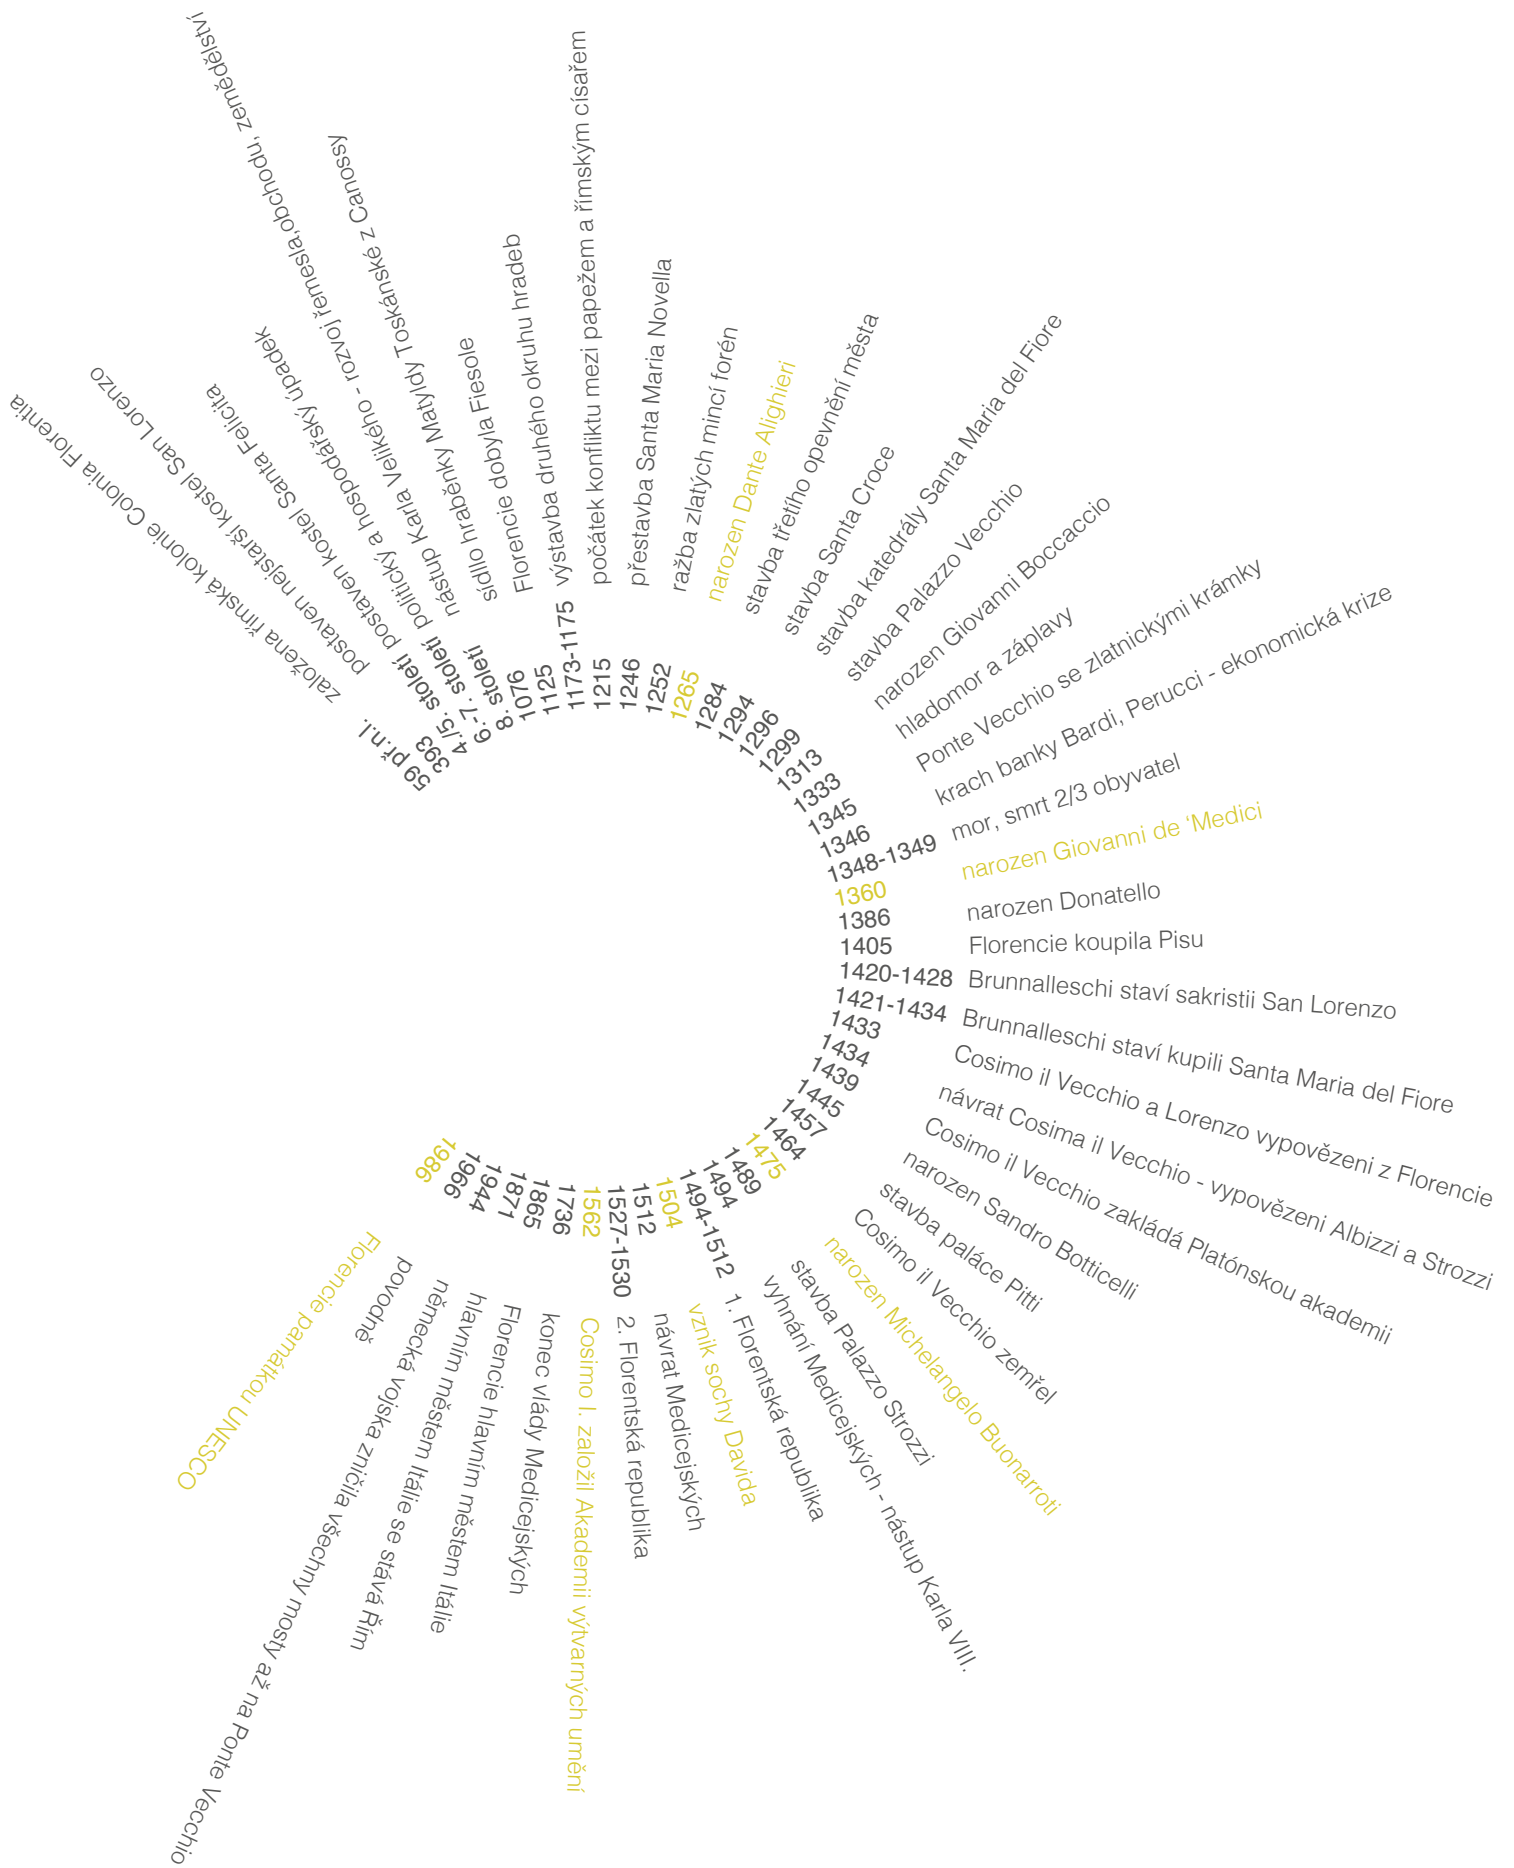 59 př.n.l. založena římská kolonie Colonia Florentia
393 postaven nejstarší kostel San Lorenzo
4./5. století postaven kostel Santa Felicita
6.-7. století politický a hospodářský úpadek
8. století nástup Karla Velikého - rozvoj řemesla,obchodu, zemědělství
1076 sídlilo hraběnky Matyldy Toskánské z Canossy
1125 Florencie dobyla Fiesole
1173-1175 výstavba druhého okruhu hradeb
1215 počátek konfliktu mezi papežem a římským císařem
1246 přestavba Santa Maria Novella
1252 ražba zlatých mincí forén
1265 narozen Dante Alighieri
1284 stavba třetího opevnění města
1294 stavba Santa Croce
1296 stavba katedrály Santa Maria del Fiore
1299 stavba Palazzo Vecchio
1313 narozen Giovanni Boccaccio
1333 hladomor a záplavy
1345 Ponte Vecchio se zlatnickými krámky
1346 krach banky Bardi, Perucci - ekonomická krize
1348-1349 mor, smrt 2/3 obyvatel
1360 narozen Giovanni de ‘Medici
1386 narozen Donatello
1405 Florencie koupila Pisu
1420-1428 Brunnalleschi staví sakristii San Lorenzo
1421-1434 Brunnalleschi staví kupili Santa Maria del Fiore
1433 Cosimo il Vecchio a Lorenzo vypovězeni z Florencie
1434 návrat Cosima il Vecchio - vypovězeni Albizzi a Strozzi
1439 Cosimo il Vecchio zakládá Platónskou akademii
1445 narozen Sandro Botticelli
1457 stavba paláce Pitti
1464 Cosimo il Vecchio zemřel
1475 narozen Michelangelo Buonarroti
1489 stavba Palazzo Strozzi
1494 vyhnání Medicejských - nástup Karla VIII.
1494-1512 1. Florentská republika
1504 vznik sochy Davida
1512 návrat Medicejských
1527-1530 2. Florentská republika
1562 Cosimo I. založil Akademii výtvarných umění
1736 konec vlády Medicejských
1865 Florencie hlavním městem Itálie
1871 hlavním městem Itálie se stává Řím
1944 německá vojska zničila všechny mosty až na Ponte Vecchio
1966 povodně
1986 Florencie památkou UNESCO